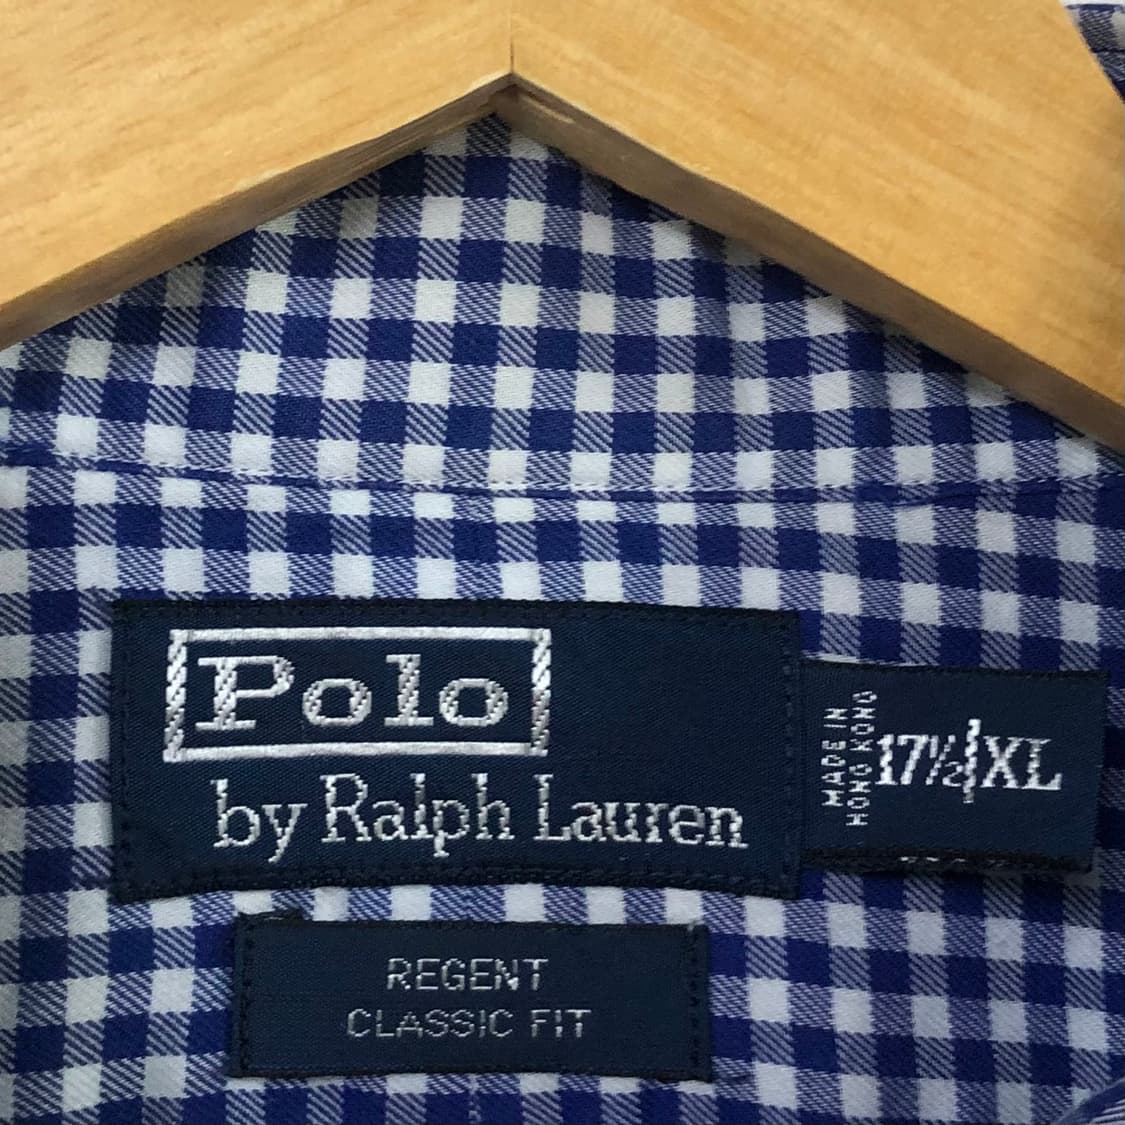 Polo
by Ralph Lauren
MADE IN
HONG KONG
17½ XL
REGENT
CLASSIC FIT